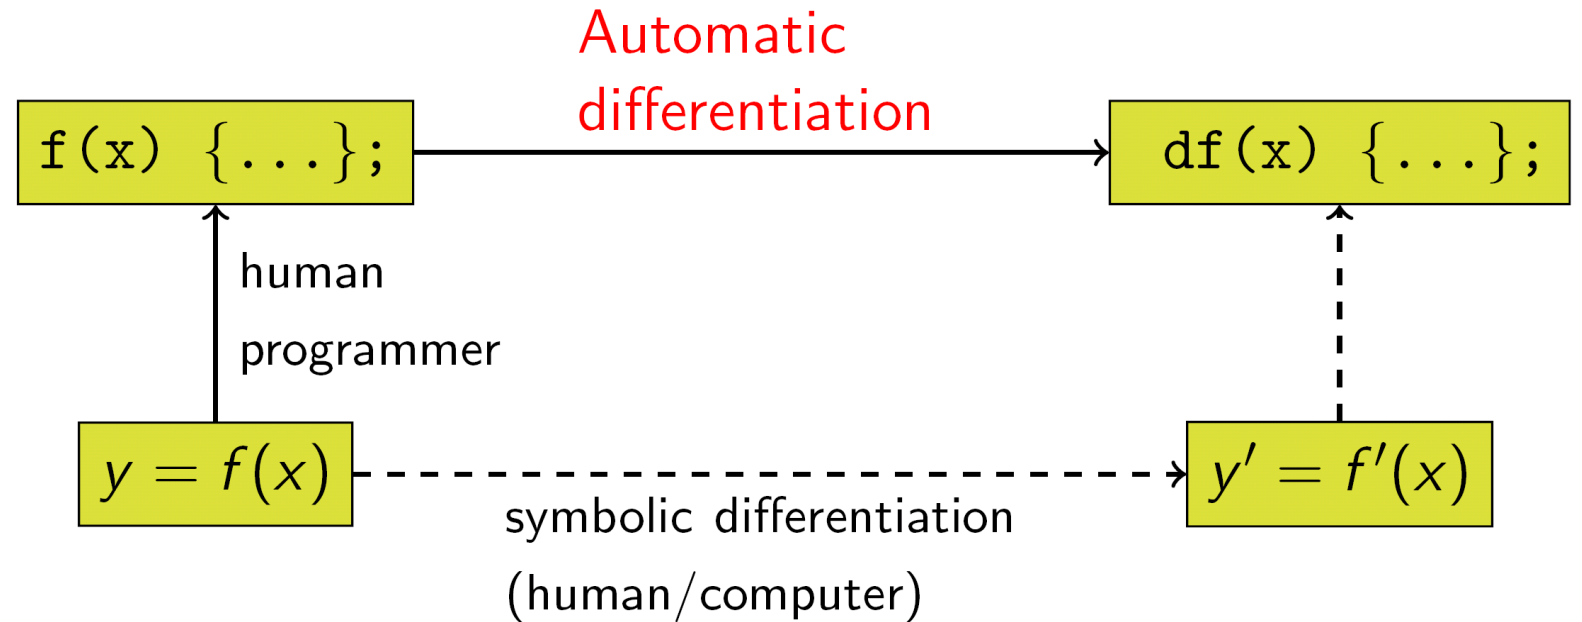 Automatic
differentiation
f(x) {...};
df(x) {...};
human
programmer
y = f(x)
y′ = f′(x)
symbolic differentiation
(human/computer)